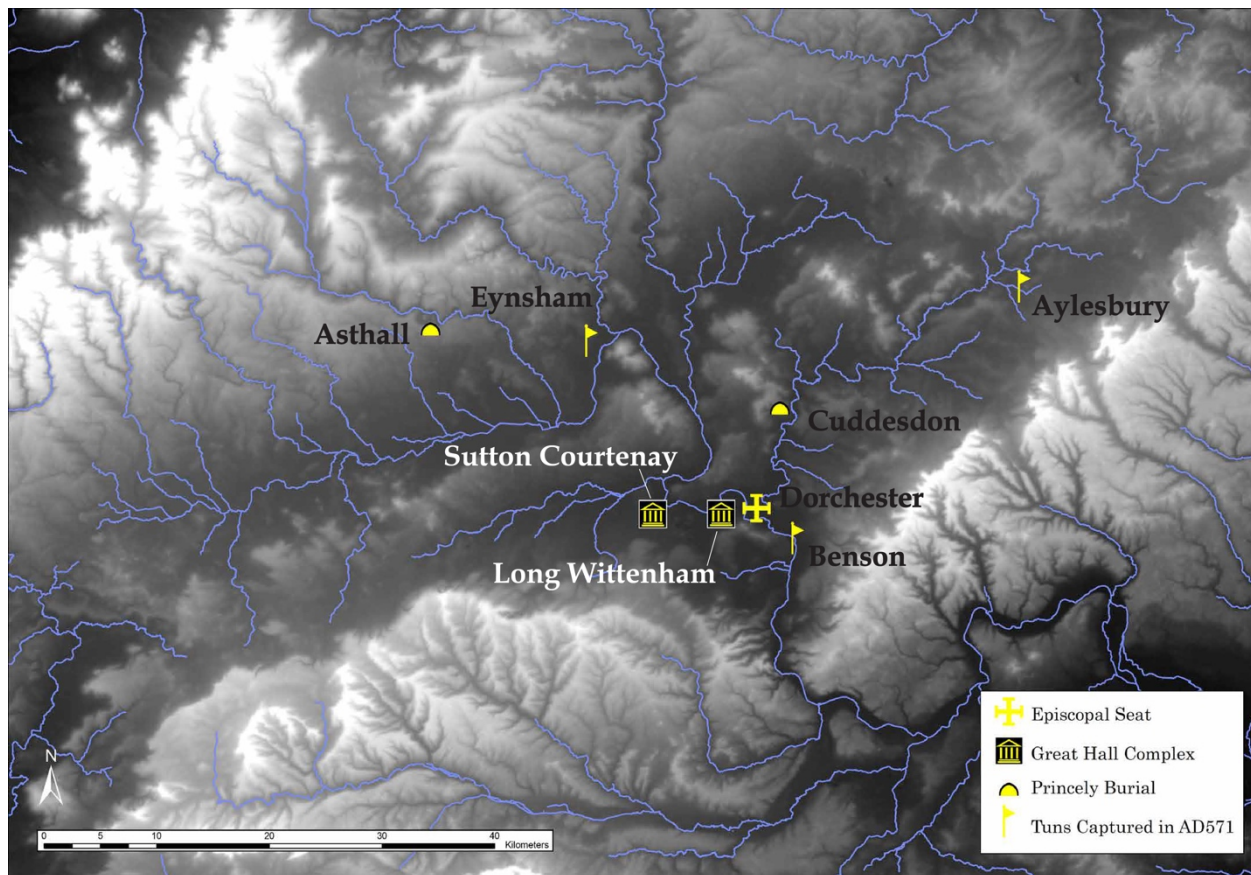 Eynsham
Asthall
Aylesbury
Cuddesdon
Sutton Courtenay
Dorchester
Long Wittenham
Benson
N
0 5 10 20 30 40
Kilometers
Episcopal Seat
Great Hall Complex
Princely Burial
Tuns Captured in AD571